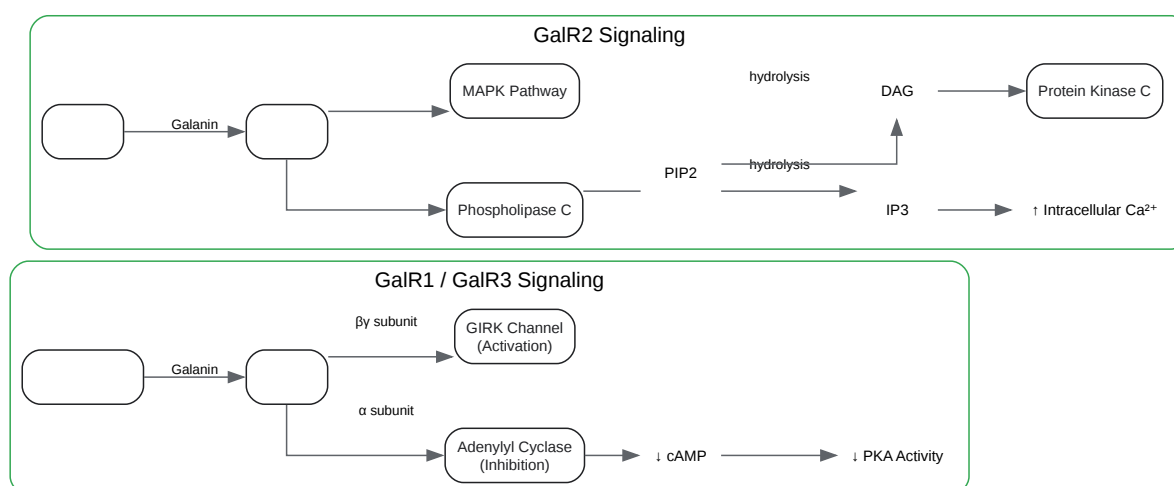 GalR2 Signaling
hydrolysis
MAPK Pathway
DAG
Protein Kinase C
Galanin
hydrolysis
PIP2
Phospholipase C
IP3
↑ Intracellular Ca²⁺
GalR1 / GalR3 Signaling
βγ subunit
GIRK Channel
(Activation)
Galanin
α subunit
Adenylyl Cyclase
(Inhibition)
↓ cAMP
↓ PKA Activity